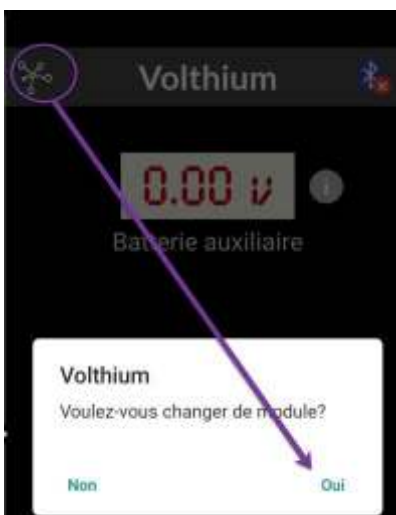 Volthium
0.00 v
i
Batterie auxiliaire
Volthium
Voulez-vous changer de module?
Non
Oui